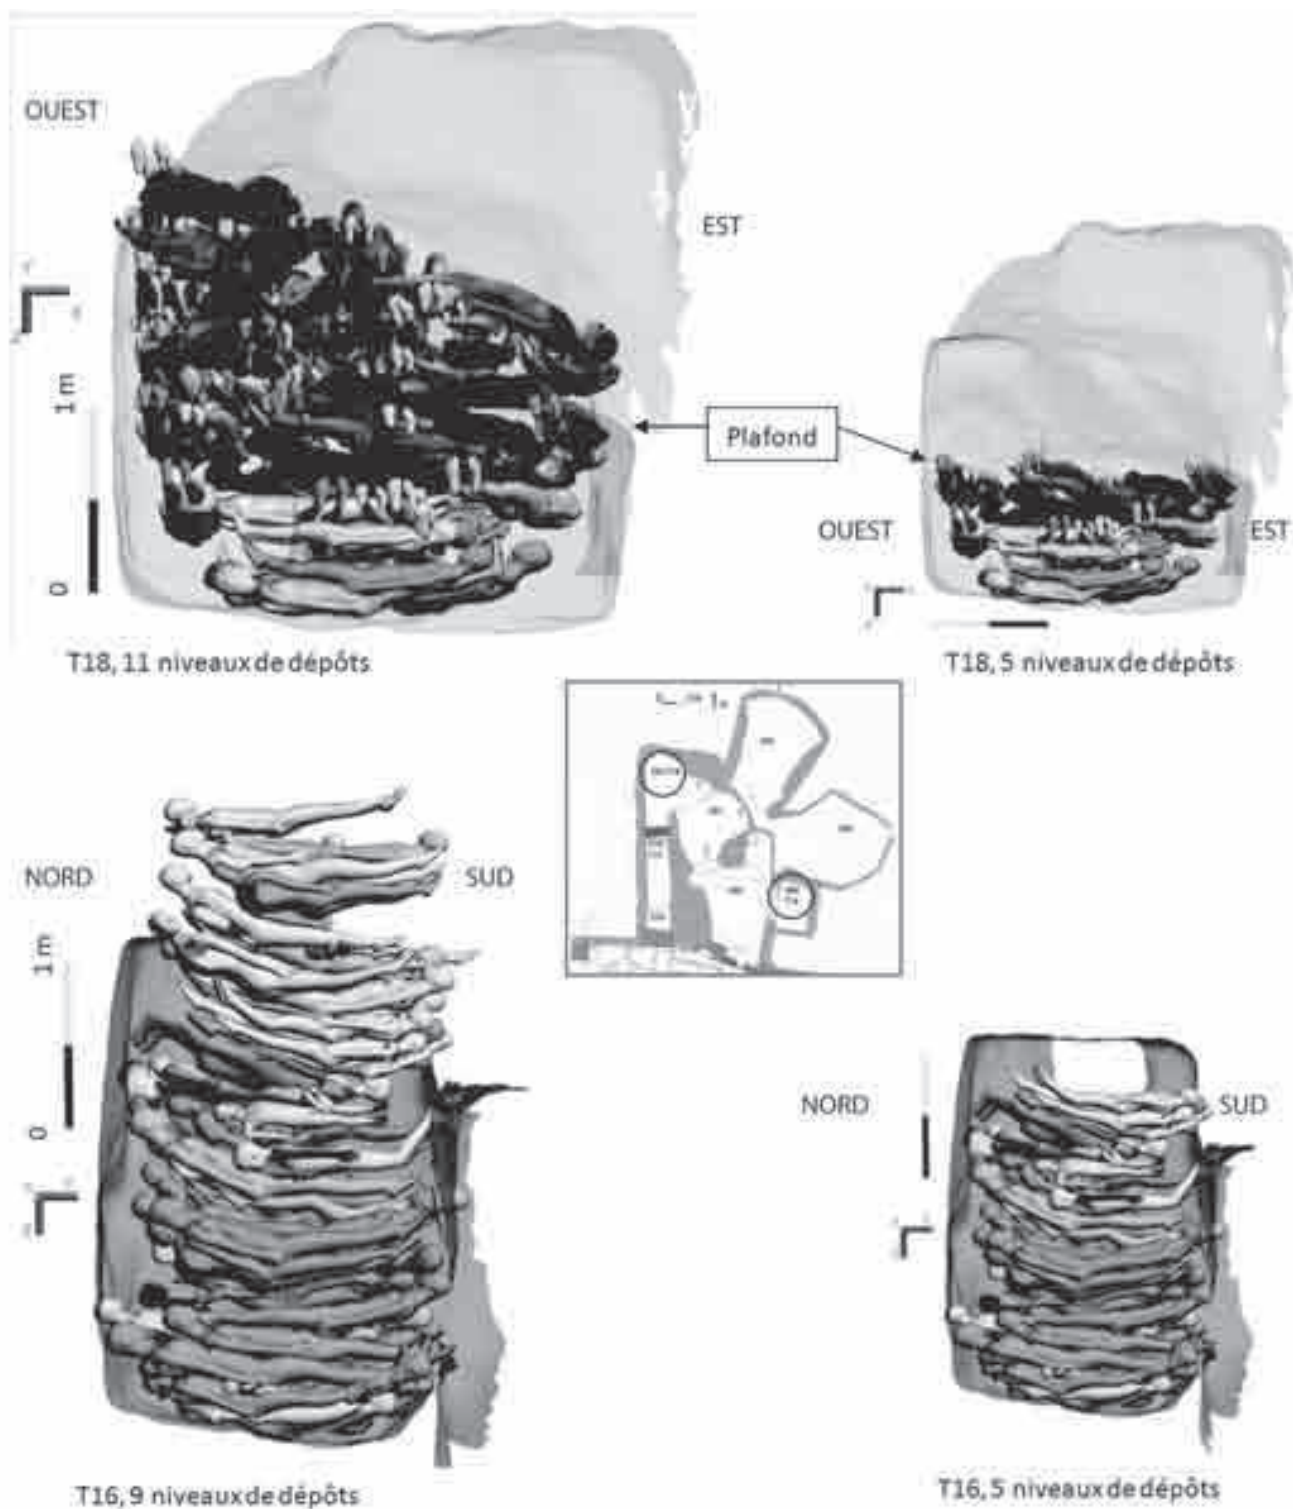 OUEST
EST
1 m
0
Plafond
OUEST
EST
T18, 11 niveaux de dépôts
T18, 5 niveaux de dépôts
NORD
SUD
1 m
0
NORD
SUD
T16, 9 niveaux de dépôts
T16, 5 niveaux de dépôts